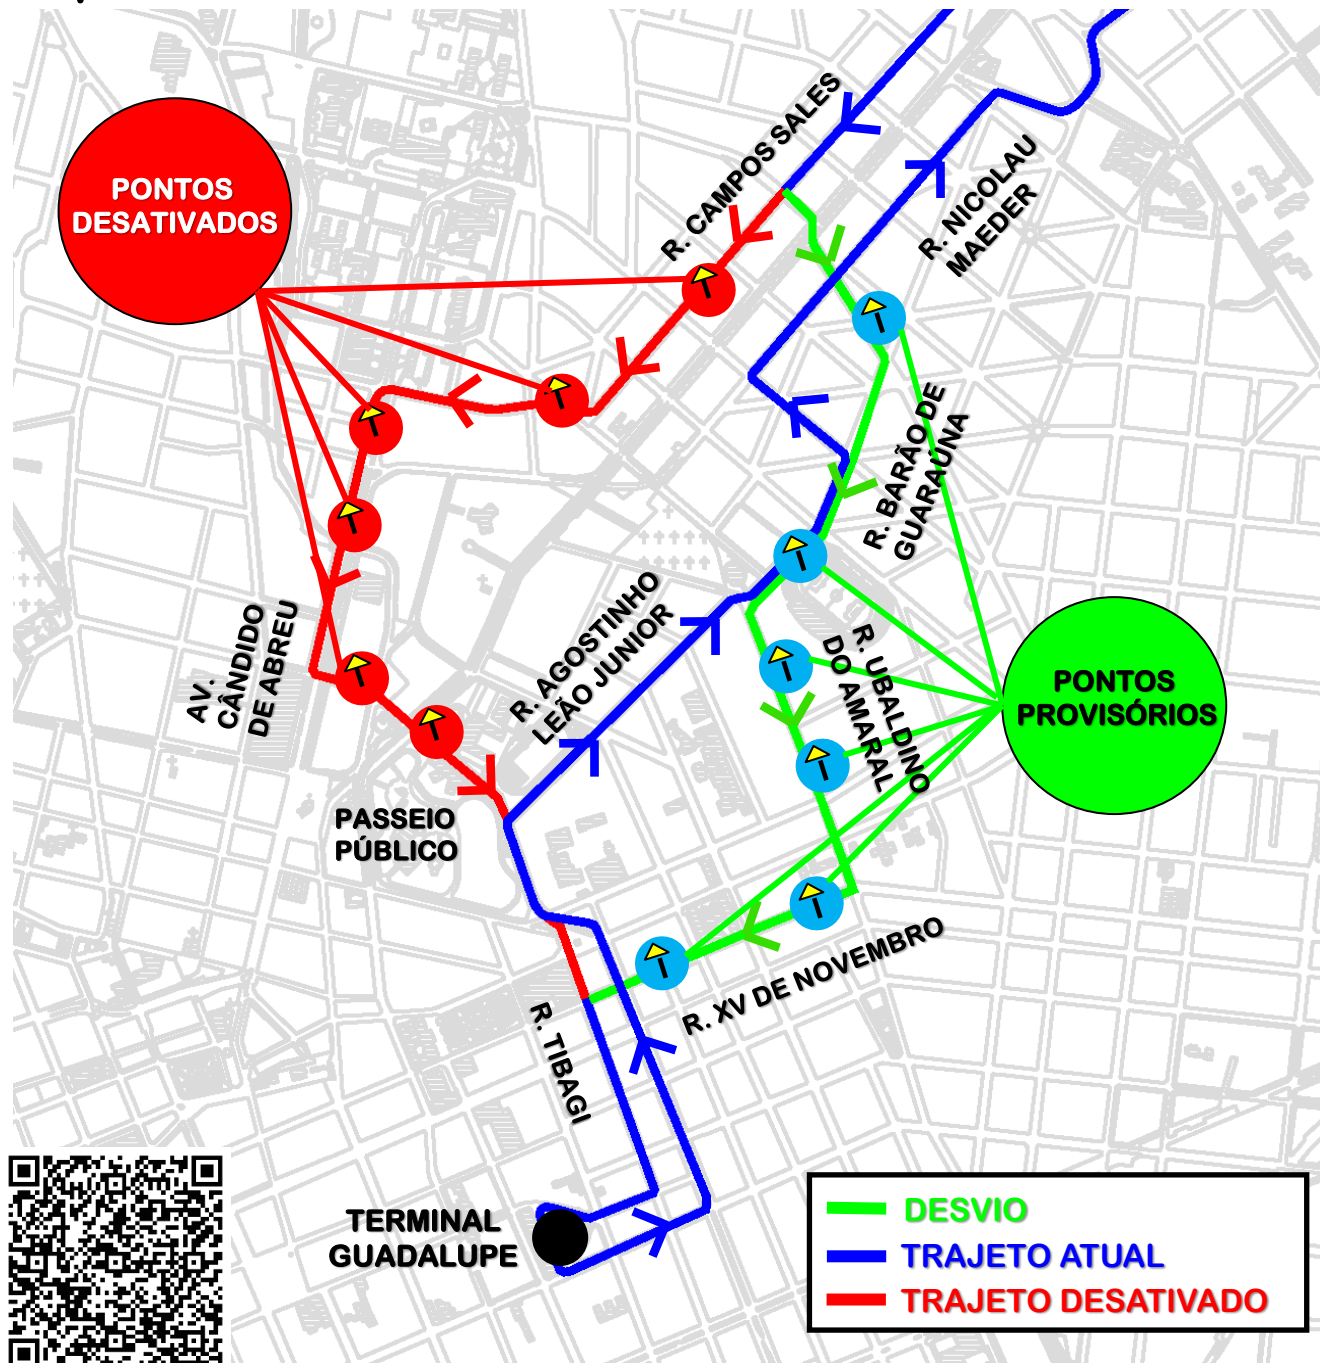 R. CAMPOS SALES
R. NICOLAU
MAEDER
PONTOS
DESATIVADOS
R. BARÃO DE
GUARAÚNA
AV.
CÂNDIDO
DE ABREU
R. AGOSTINHO
LEÃO JUNIOR
R. UBALDINO
DO AMARAL
PONTOS
PROVISÓRIOS
PASSEIO
PÚBLICO
R. XV DE NOVEMBRO
R. TIBAGI
TERMINAL
GUADALUPE
DESVIO
TRAJETO ATUAL
TRAJETO DESATIVADO